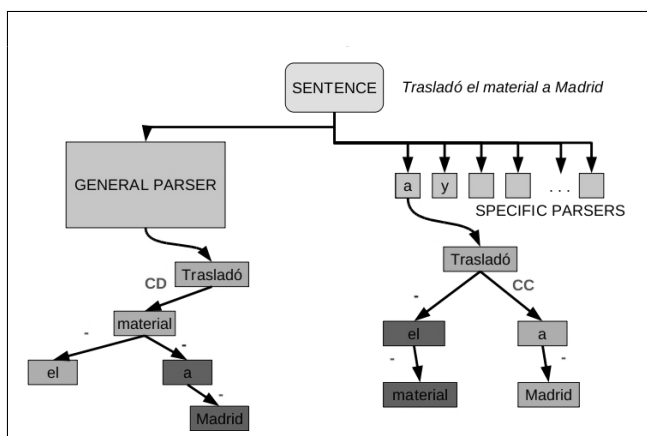 SENTENCE
Trasladó el material a Madrid
GENERAL PARSER
a
y
. . .
SPECIFIC PARSERS
Trasladó
CD
material
-
-
el
a
-
Madrid
Trasladó
-
CC
el
a
-
-
material
Madrid